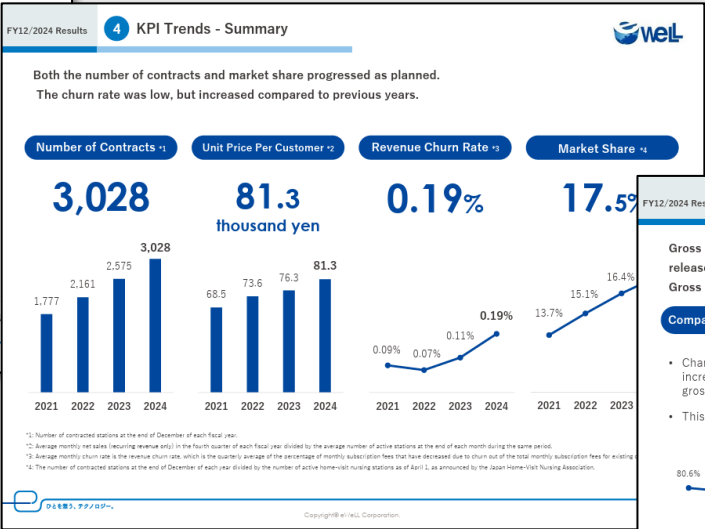 FY12/2024 Results
4 KPI Trends - Summary
WELL
Both the number of contracts and market share progressed as planned.
The churn rate was low, but increased compared to previous years.
Number of Contracts *1
Unit Price Per Customer *2
Revenue Churn Rate *3
Market Share *4
3,028
81.3
thousand yen
0.19%
17.5%
1,777
2,161
2,575
3,028
2021 2022 2023 2024
68.5
73.6
76.3
81.3
2021 2022 2023 2024
0.09%
0.07%
0.11%
0.19%
2021 2022 2023 2024
13.7%
15.1%
16.4%
2021 2022 2023
*1: Number of contracted stations at the end of December of each fiscal year.
*2: Average monthly net sales (recurring revenue only) in the fourth quarter of each fiscal year divided by the average number of active stations at the end of each month during the same period.
*3: Average monthly churn rate is the revenue churn rate, which is the quarterly average of the percentage of monthly subscription fees that have decreased due to churn out of the total monthly subscription fees for existing
*4: The number of contracted stations at the end of December of each year divided by the number of active home-visit nursing stations as of April 1, as announced by the Japan Home-Visit Nursing Association.
ひとを想う、テクノロジー。
Copyright© eWeLL Corporation.
FY12/2024 Res
Gross
releas
Gross
Compa
• Char
incre
gros
• This
80.6%